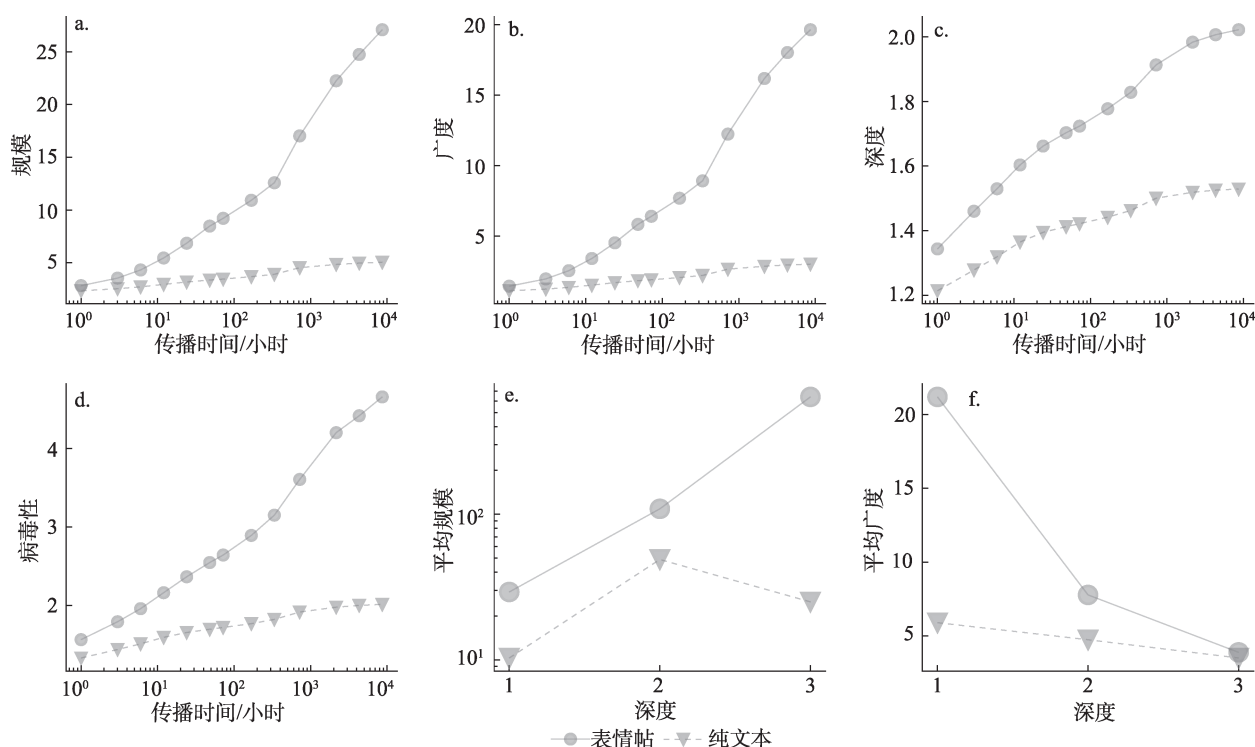 a.
25
20
15
10
5
规模
10⁰
10¹
10²
10³
10⁴
传播时间/小时
b.
20
15
10
5
广度
10⁰
10¹
10²
10³
10⁴
传播时间/小时
c.
2.0
1.8
1.6
1.4
1.2
深度
10⁰
10¹
10²
10³
10⁴
传播时间/小时
d.
4
3
2
病毒性
10⁰
10¹
10²
10³
10⁴
传播时间/小时
e.
10²
10¹
平均规模
1
2
3
深度
f.
20
15
10
5
平均广度
1
2
3
深度
表情帖 纯文本